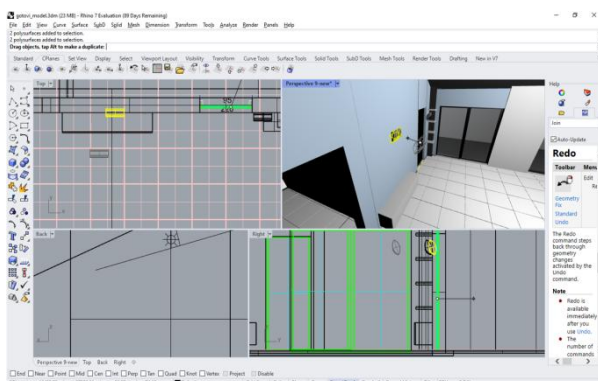 gotovi_model.3dm (23 MB) - Rhino 7 Evaluation (89 Days Remaining)
File Edit View Curve Surface SubD Solid Mesh Dimension Transform Tools Analyze Render Panels Help
2 polysurfaces added to selection.
2 polysurfaces added to selection.
Drag objects, tap Alt to make a duplicate:
Standard CPlanes Set View Display Select Viewport Layout Visibility Transform Curve Tools Surface Tools Solid Tools SubD Tools Mesh Tools Render Tools Drafting New in V7
Top
Perspective 9-new*
Back
Right
Help
Join
Auto-Update
Redo
Toolbar Menu
Geometry
Fix
Standard
Undo
Edit
Re
The Redo
command steps
back through
geometry
changes
activated by the
Undo
command.
Note
Redo is
available
immediately
after you
use Undo.
The
number of
commands
Perspective 9-new Top Back Right
End Near Point Mid Cen Int Perp Tan Quad Knot Vertex Project Disable